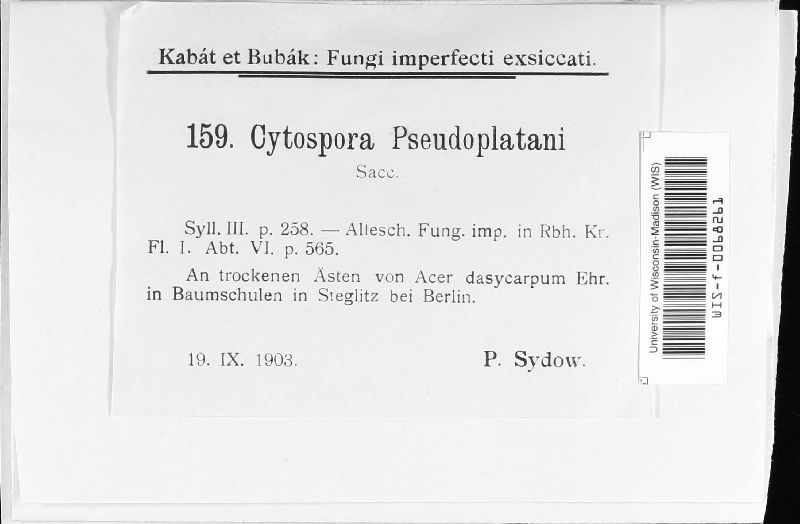 Kabát et Bubák: Fungi imperfecti exsiccati.
159. Cytospora Pseudoplatani
Sacc.
Syll. III. p. 258. — Allesch. Fung. imp. in Rbh. Kr.
Fl. I. Abt. VI. p. 565.
An trockenen Ästen von Acer dasycarpum Ehr.
in Baumschulen in Steglitz bei Berlin.
19. IX. 1903.
P. Sydow.
University of Wisconsin-Madison (WIS)
WIS-f-0068261